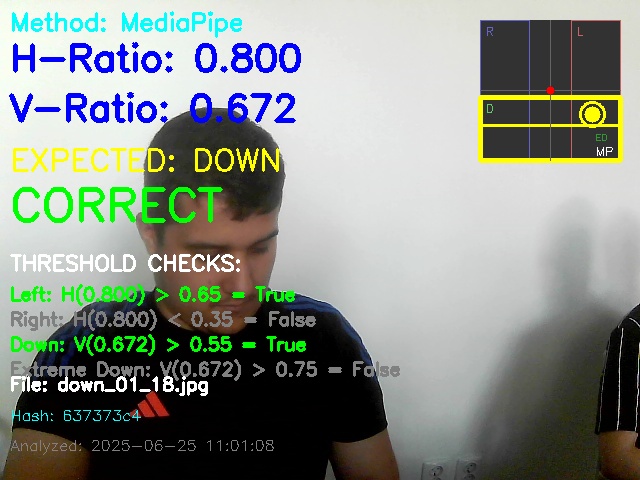 Method: MediaPipe
H-Ratio: 0.800
V-Ratio: 0.672
EXPECTED: DOWN
CORRECT
THRESHOLD CHECKS:
Left: H(0.800) > 0.65 = True
Right: H(0.800) < 0.35 = False
Down: V(0.672) > 0.55 = True
Extreme Down: V(0.672) > 0.75 = False
File: down_01_18.jpg
Hash: 637373c4
Analyzed: 2025-06-25 11:01:08
R L
D
ED
MP